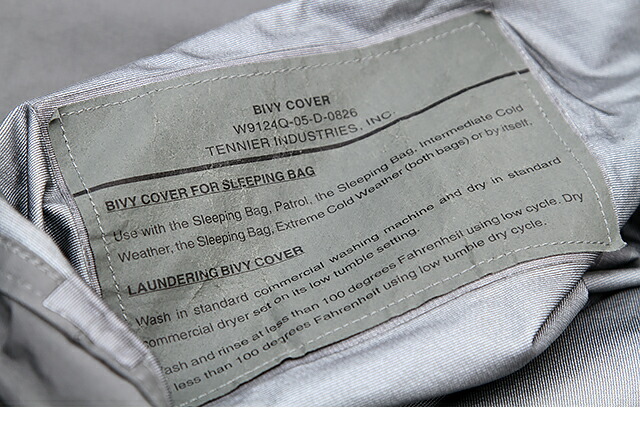 BIVY COVER
W9124Q-05-D-0826
TENNIER INDUSTRIES, INC.
BIVY COVER FOR SLEEPING BAG
Use with the Sleeping Bag, Patrol, the Sleeping Bag, Intermediate Cold
Weather, the Sleeping Bag, Extreme Cold Weather (both bags) or by itself.
LAUNDERING BIVY COVER
Wash in standard commercial washing machine and dry in standard
commercial dryer set on its low tumble setting.
and rinse at less than 100 degrees Fahrenheit using low cycle. Dry
less than 100 degrees Fahrenheit using low tumble dry cycle.